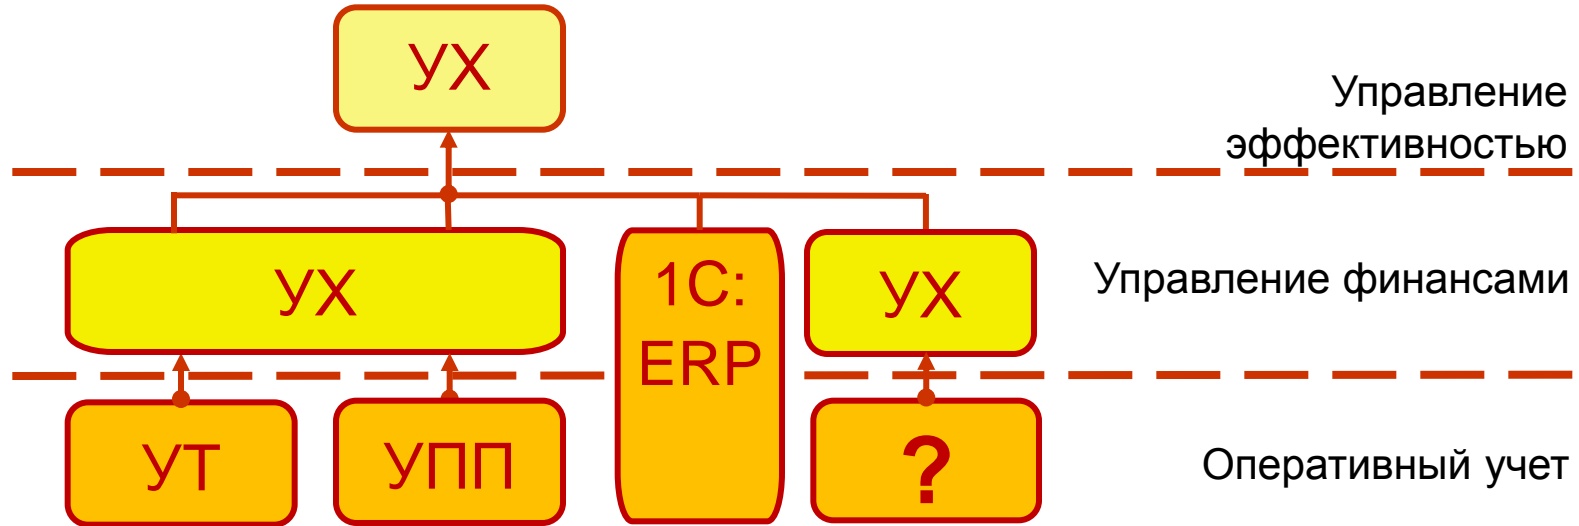 УХ
Управление
эффективностью
УХ
1С:
ERP
УХ
Управление финансами
УТ
УПП
?
Оперативный учет